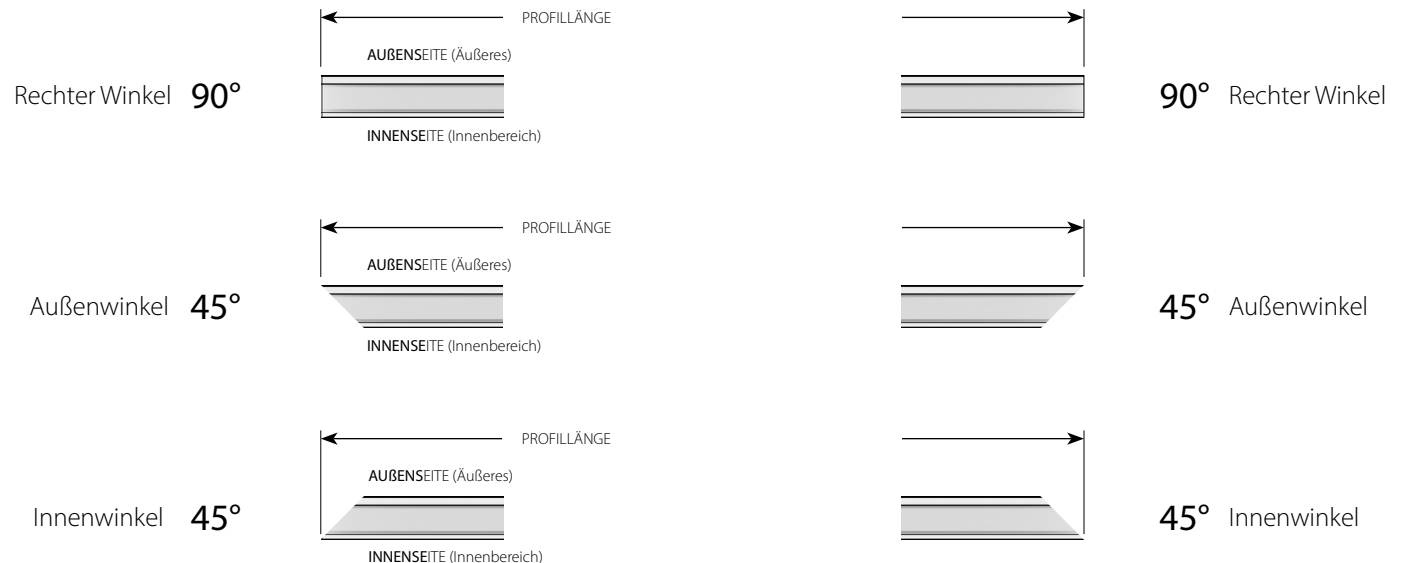 PROFILLÄNGE
AUßENSEITE (Äußeres)
Rechter Winkel 90°
90° Rechter Winkel
INNENSEITE (Innenbereich)
PROFILLÄNGE
AUßENSEITE (Äußeres)
Außenwinkel 45°
45° Außenwinkel
INNENSEITE (Innenbereich)
PROFILLÄNGE
AUßENSEITE (Äußeres)
Innenwinkel 45°
45° Innenwinkel
INNENSEITE (Innenbereich)